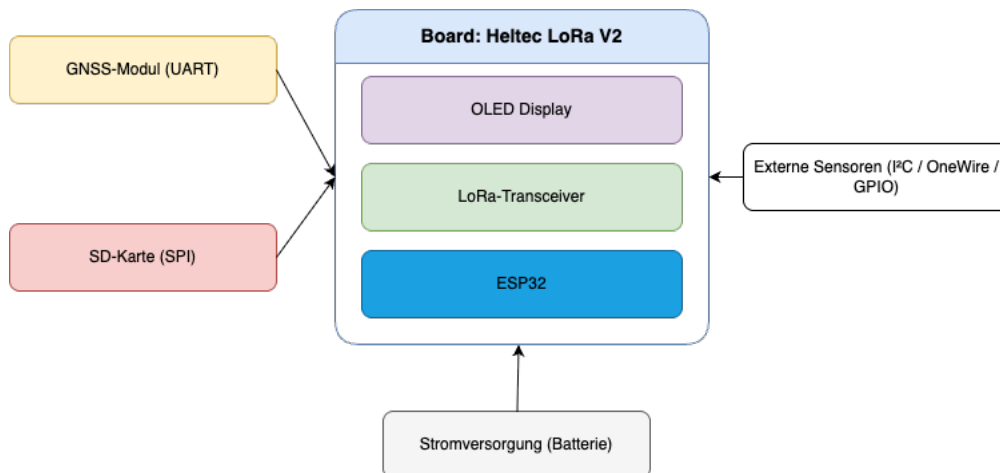 Board: Heltec LoRa V2
GNSS-Modul (UART)
OLED Display
LoRa-Transceiver
Externe Sensoren (I²C / OneWire /
GPIO)
SD-Karte (SPI)
ESP32
Stromversorgung (Batterie)